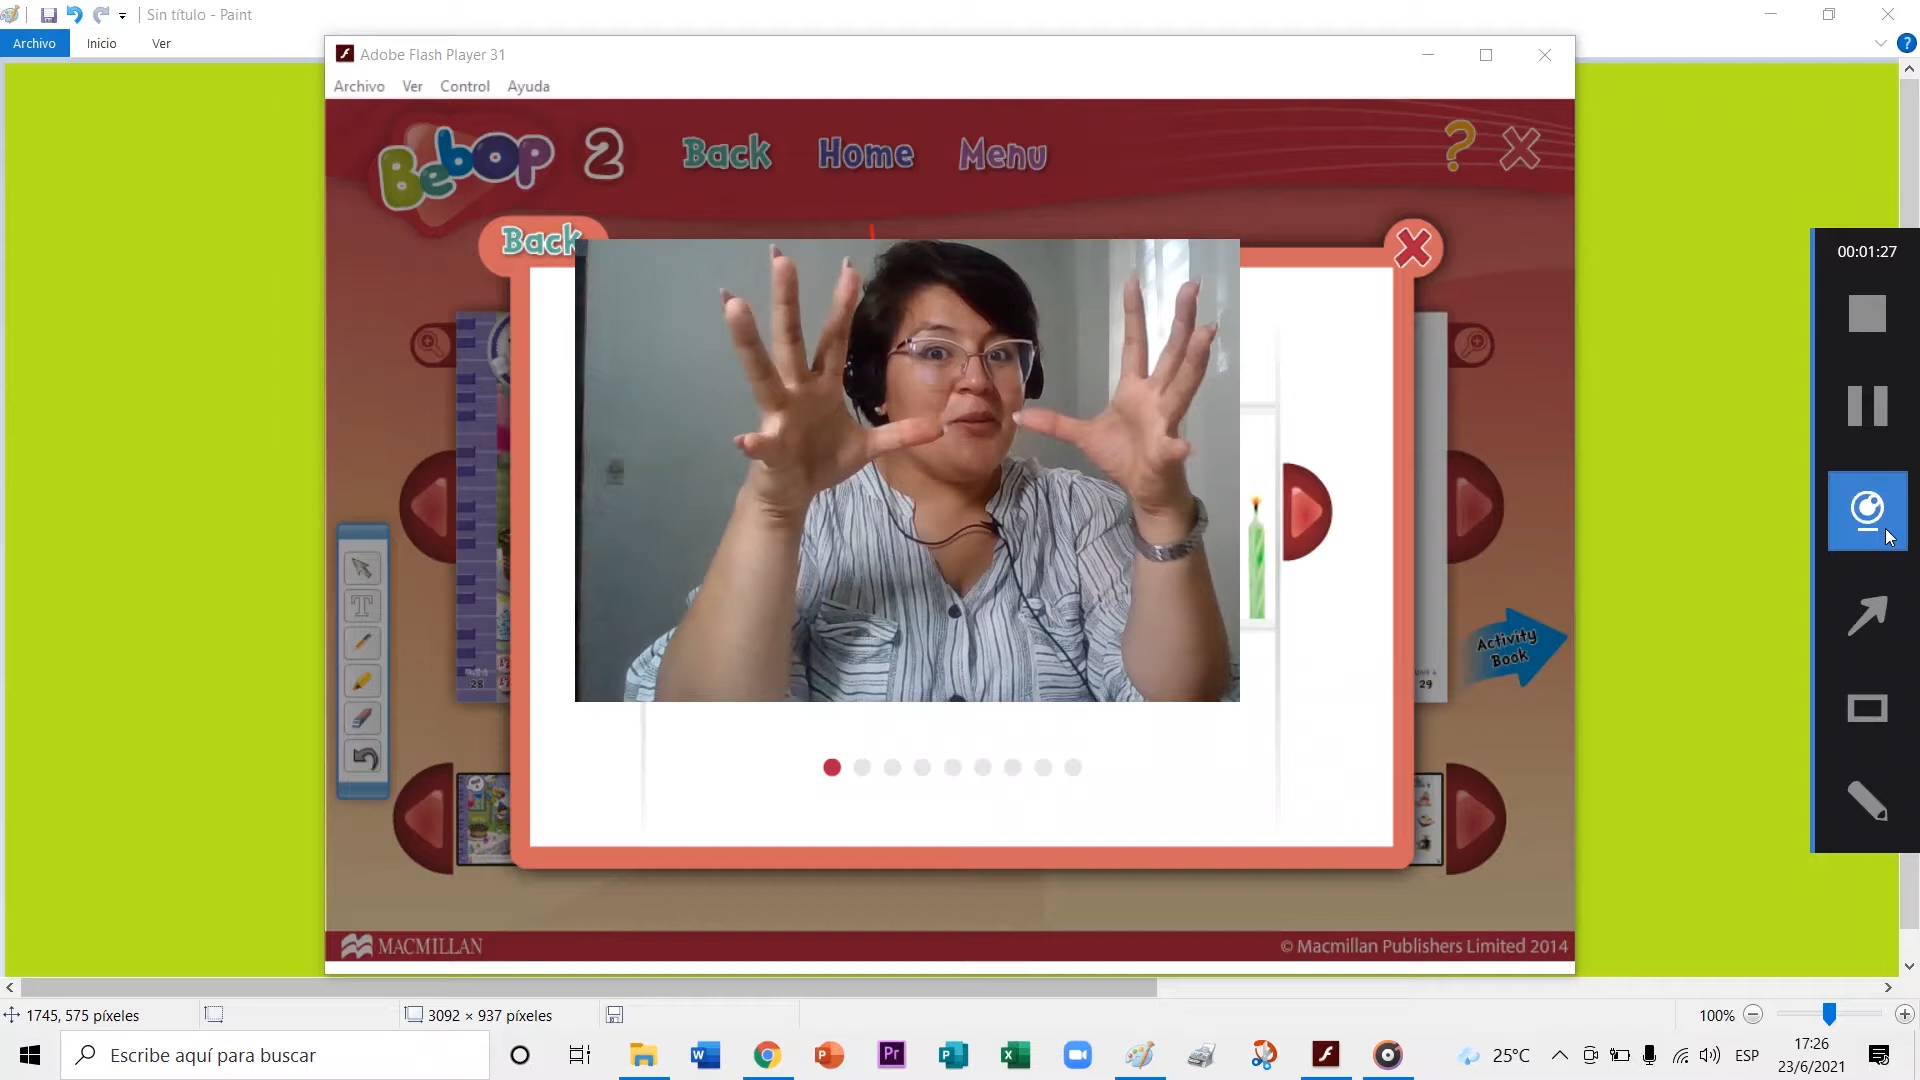 Sin título - Paint
Archivo Inicio Ver
Adobe Flash Player 31
Archivo Ver Control Ayuda
Bebop 2 Back Home Menu ?
Back
00:01:27
T
Activity
Book
28
29
MACMILLAN
© Macmillan Publishers Limited 2014
1745, 575 píxeles
3092 × 937 píxeles
100%
Escribe aquí para buscar
25°C
ESP
17:26
23/6/2021